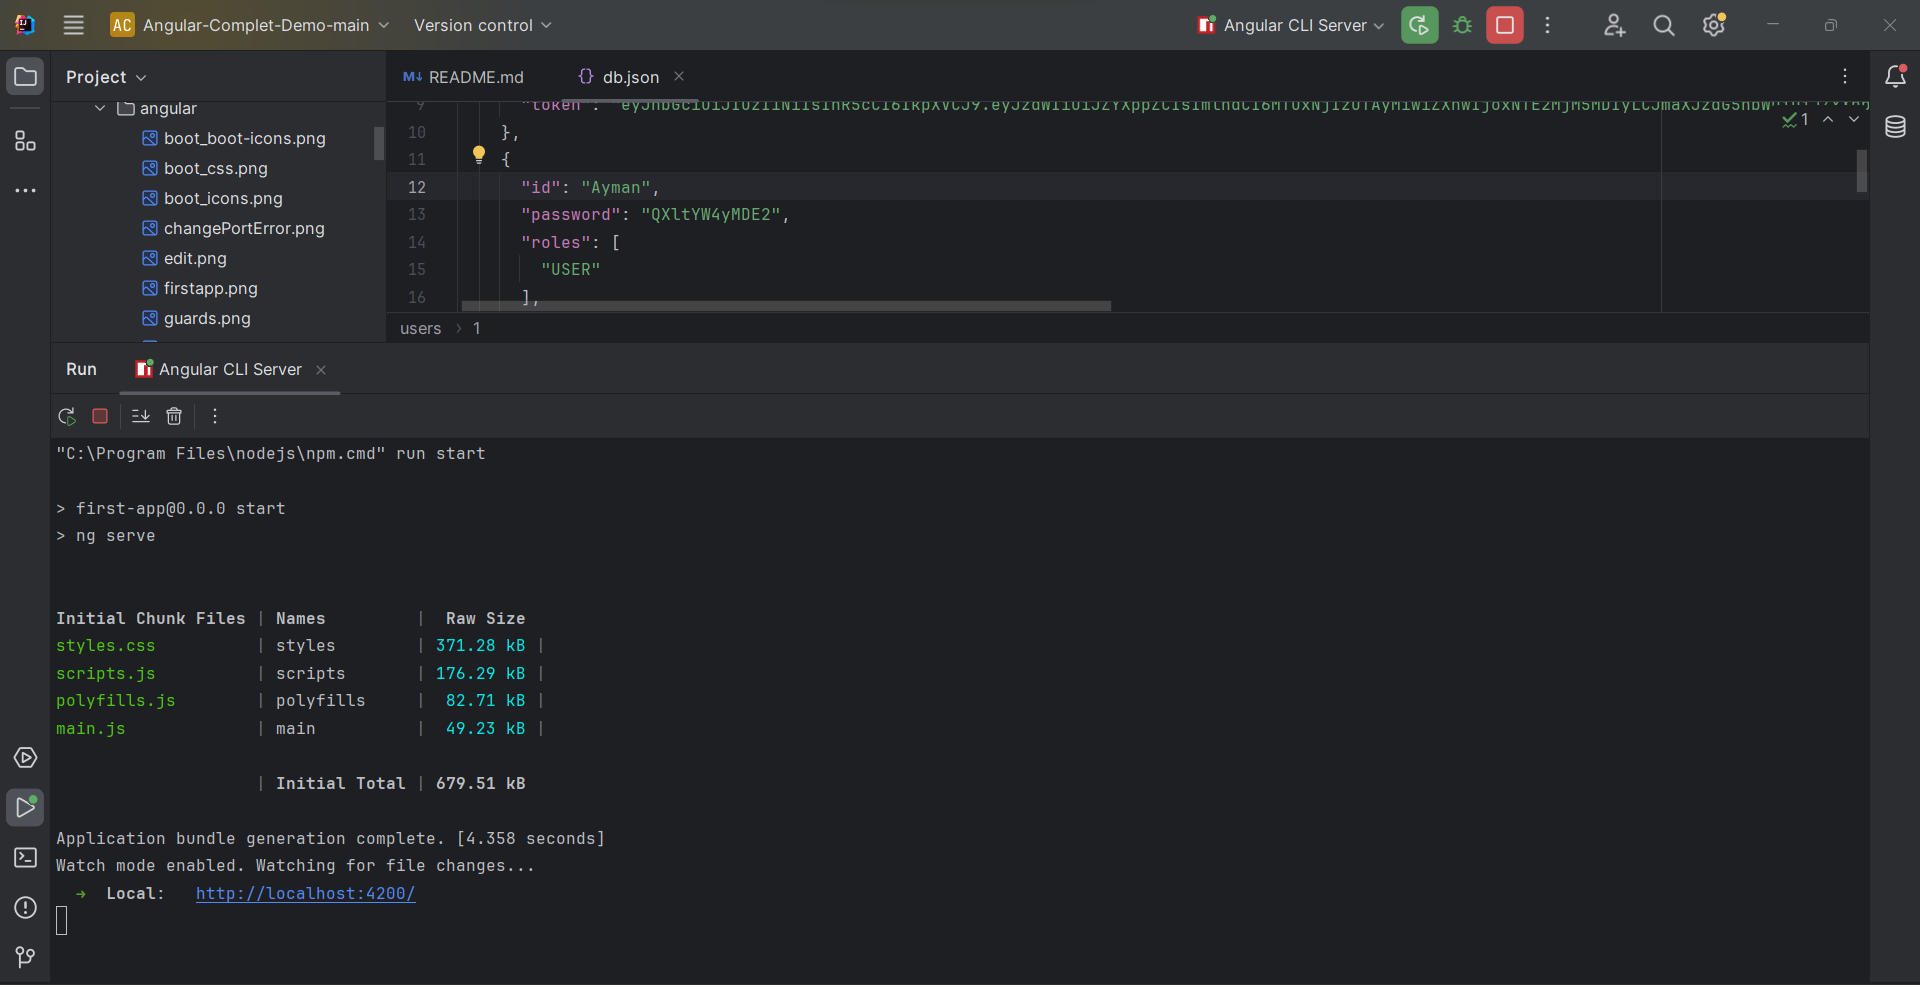 AC Angular-Complet-Demo-main Version control Angular CLI Server
Project
README.md db.json
angular
boot_boot-icons.png
boot_css.png
boot_icons.png
changePortError.png
edit.png
firstapp.png
guards.png
9 "token":
1
10 },
11 {
12 "id": "Ayman",
13 "password": "QXltYW4yMDE2",
14 "roles": [
15 "USER"
16 ],
users > 1
Run Angular CLI Server
"C:\Program Files\nodejs\npm.cmd" run start
> first-app@0.0.0 start
> ng serve
Initial Chunk Files | Names | Raw Size
styles.css | styles | 371.28 kB |
scripts.js | scripts | 176.29 kB |
polyfills.js | polyfills | 82.71 kB |
main.js | main | 49.23 kB |
| Initial Total | 679.51 kB
Application bundle generation complete. [4.358 seconds]
Watch mode enabled. Watching for file changes...
➜ Local: http://localhost:4200/